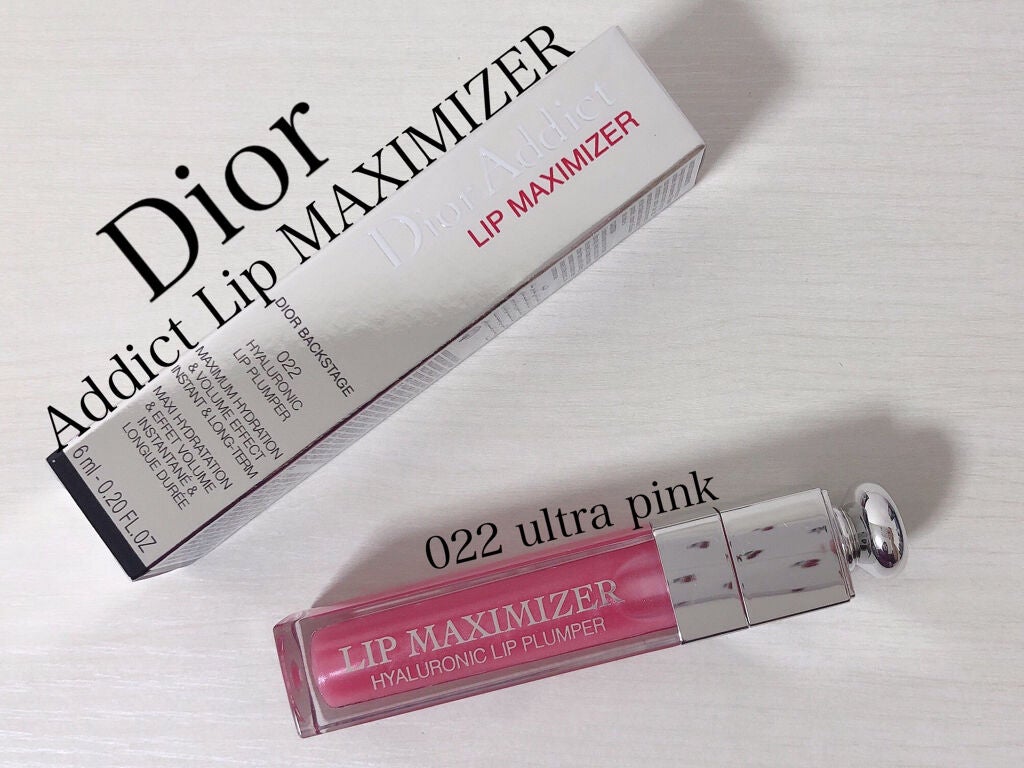 Dior
Addict Lip MAXIMIZER
Dior Addict
LIP MAXIMIZER
DIOR BACKSTAGE
022
HYALURONIC
LIP PLUMPER
MAXIMUM HYDRATION
& VOLUME EFFECT
INSTANT & LONG-TERM
MAXI HYDRATATION
& EFFET VOLUME
INSTANTANÉ &
LONGUE DURÉE
6 ml - 0.20 FL.OZ
022 ultra pink
LIP MAXIMIZER
HYALURONIC LIP PLUMPER